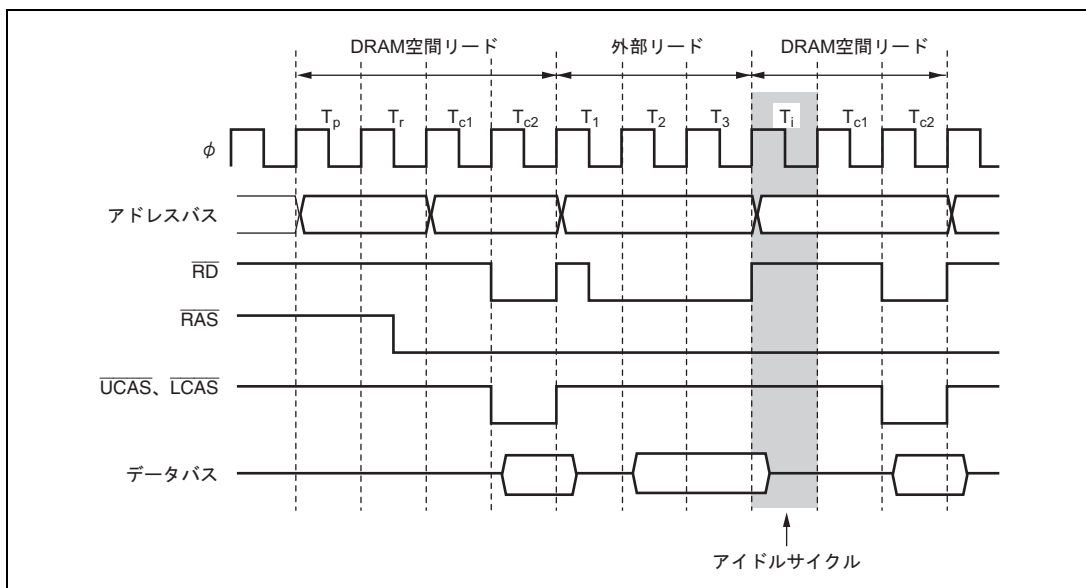 DRAM空間リード 外部リード DRAM空間リード
Tp Tr Tc1 Tc2 T1 T2 T3 Ti Tc1 Tc2
φ
アドレスバス
RD
RAS
UCAS、LCAS
データバス
アイドルサイクル